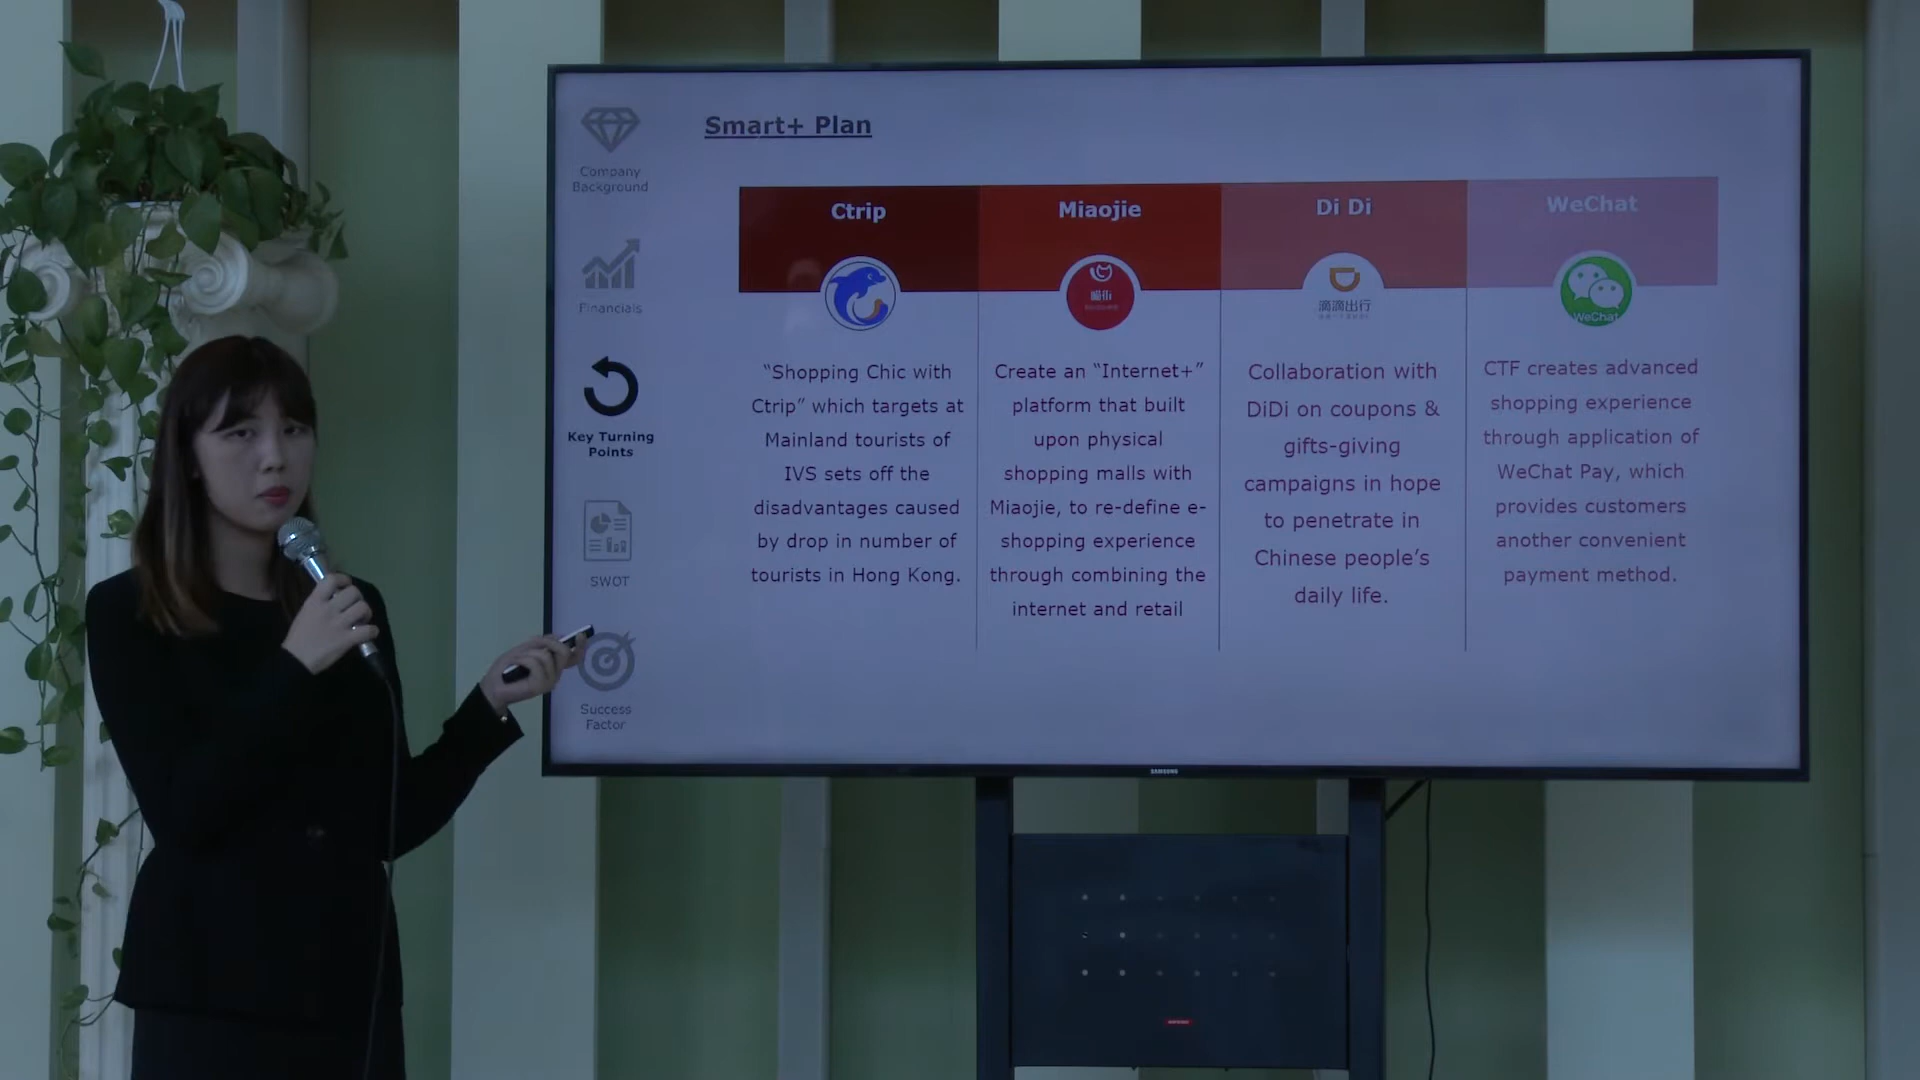 Smart+ Plan
Company
Background
Financials
Key Turning
Points
SWOT
Success
Factor
Ctrip
“Shopping Chic with
Ctrip” which targets at
Mainland tourists of
IVS sets off the
disadvantages caused
by drop in number of
tourists in Hong Kong.
Miaojie
喵街
Create an “Internet+”
platform that built
upon physical
shopping malls with
Miaojie, to re-define e-
shopping experience
through combining the
internet and retail
Di Di
滴滴出行
Collaboration with
DiDi on coupons &
gifts-giving
campaigns in hope
to penetrate in
Chinese people’s
daily life.
WeChat
WeChat
CTF creates advanced
shopping experience
through application of
WeChat Pay, which
provides customers
another convenient
payment method.
SAMSUNG